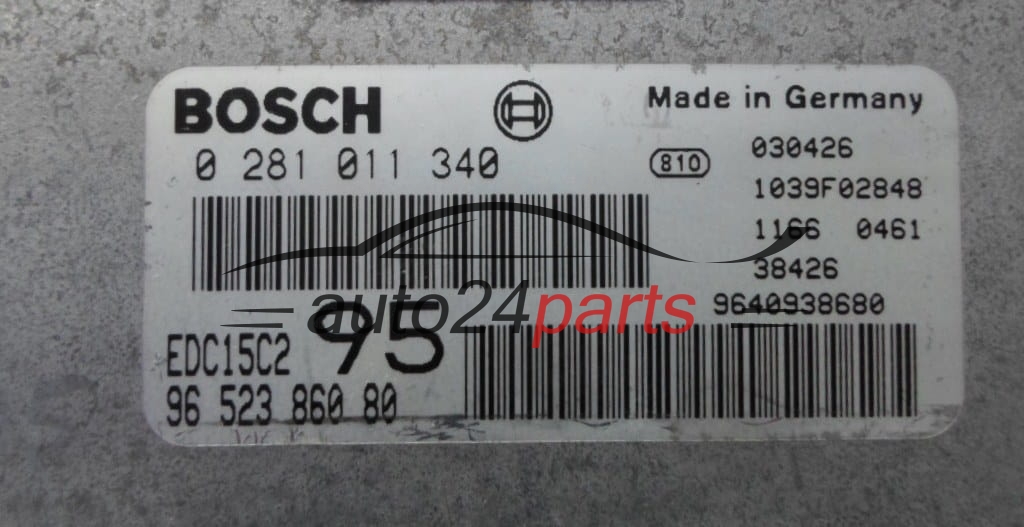 BOSCH
Made in Germany
0 281 011 340
810
030426
1039F02848
1166 0461
38426
9640938680
auto24parts
95
EDC15C2
96 523 860 80